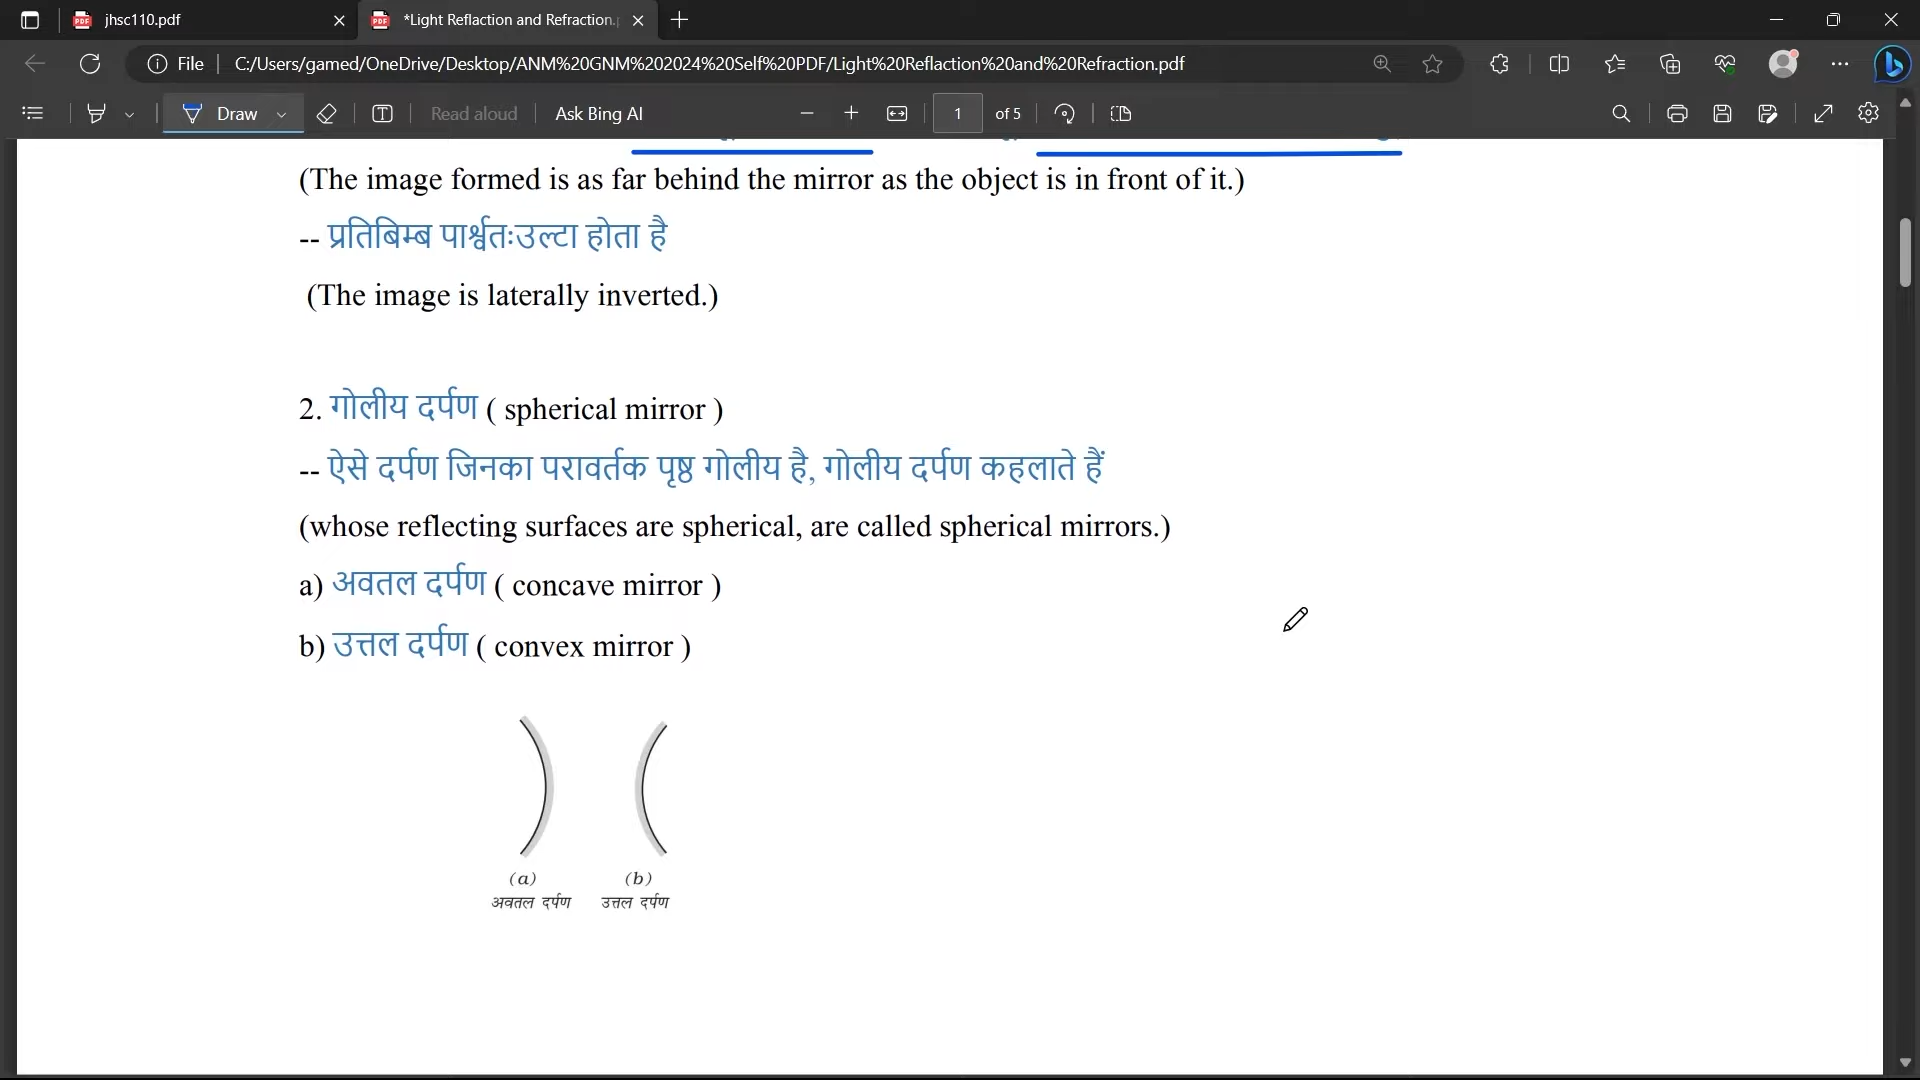 jhsc110.pdf
*Light Reflaction and Refraction.
File
C:/Users/gamed/OneDrive/Desktop/ANM%20GNM%202024%20Self%20PDF/Light%20Reflaction%20and%20Refraction.pdf
Draw
Read aloud
Ask Bing AI
1 of 5
(The image formed is as far behind the mirror as the object is in front of it.)
-- प्रतिबिम्ब पार्श्वतःउल्टा होता है
(The image is laterally inverted.)
2. गोलीय दर्पण ( spherical mirror )
-- ऐसे दर्पण जिनका परावर्तक पृष्ठ गोलीय है, गोलीय दर्पण कहलाते हैं
(whose reflecting surfaces are spherical, are called spherical mirrors.)
a) अवतल दर्पण ( concave mirror )
b) उत्तल दर्पण ( convex mirror )
(a) (b)
अवतल दर्पण उत्तल दर्पण